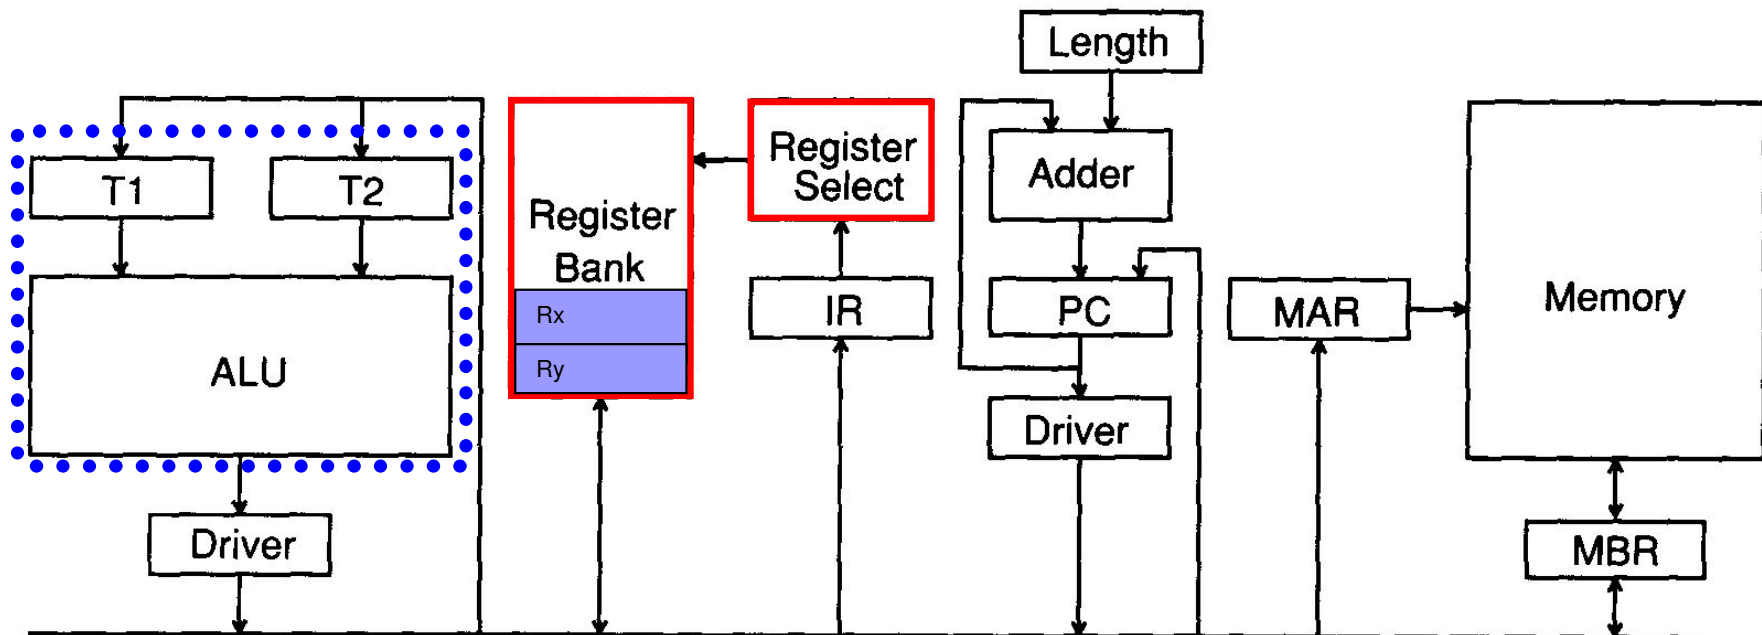 Length
T1
T2
Register
Bank
Rx
Ry
Register
Select
IR
Adder
PC
Driver
MAR
Memory
ALU
Driver
MBR